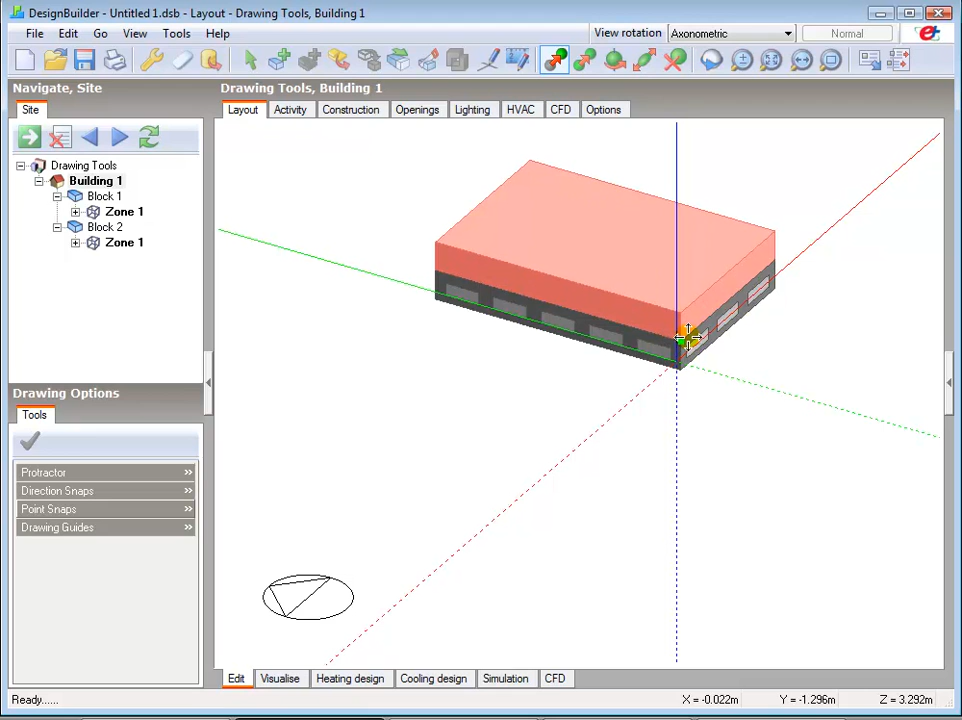 DesignBuilder - Untitled 1.dsb - Layout - Drawing Tools, Building 1
File Edit Go View Tools Help
View rotation Axonometric Normal
Navigate, Site
Drawing Tools, Building 1
Site
Layout Activity Construction Openings Lighting HVAC CFD Options
Drawing Tools
Building 1
Block 1
Zone 1
Block 2
Zone 1
Drawing Options
Tools
Protractor »
Direction Snaps »
Point Snaps »
Drawing Guides »
Edit Visualise Heating design Cooling design Simulation CFD
Ready...... X = -0.022m Y = -1.296m Z = 3.292m